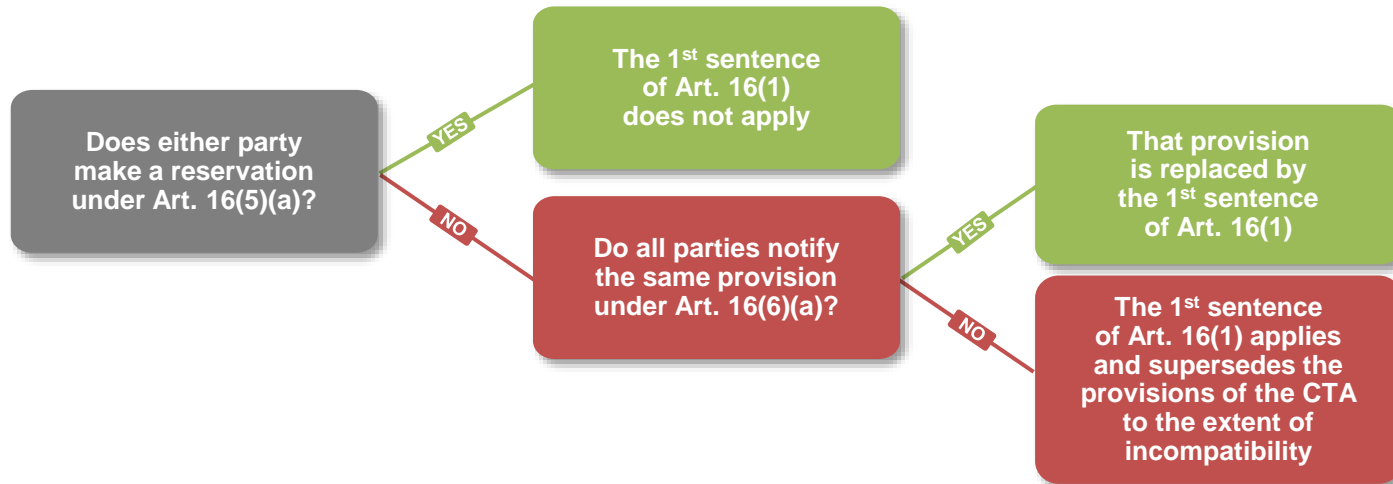 Does either party
make a reservation
under Art. 16(5)(a)?
YES
The 1st sentence
of Art. 16(1)
does not apply
NO
Do all parties notify
the same provision
under Art. 16(6)(a)?
YES
That provision
is replaced by
the 1st sentence
of Art. 16(1)
NO
The 1st sentence
of Art. 16(1) applies
and supersedes the
provisions of the CTA
to the extent of
incompatibility